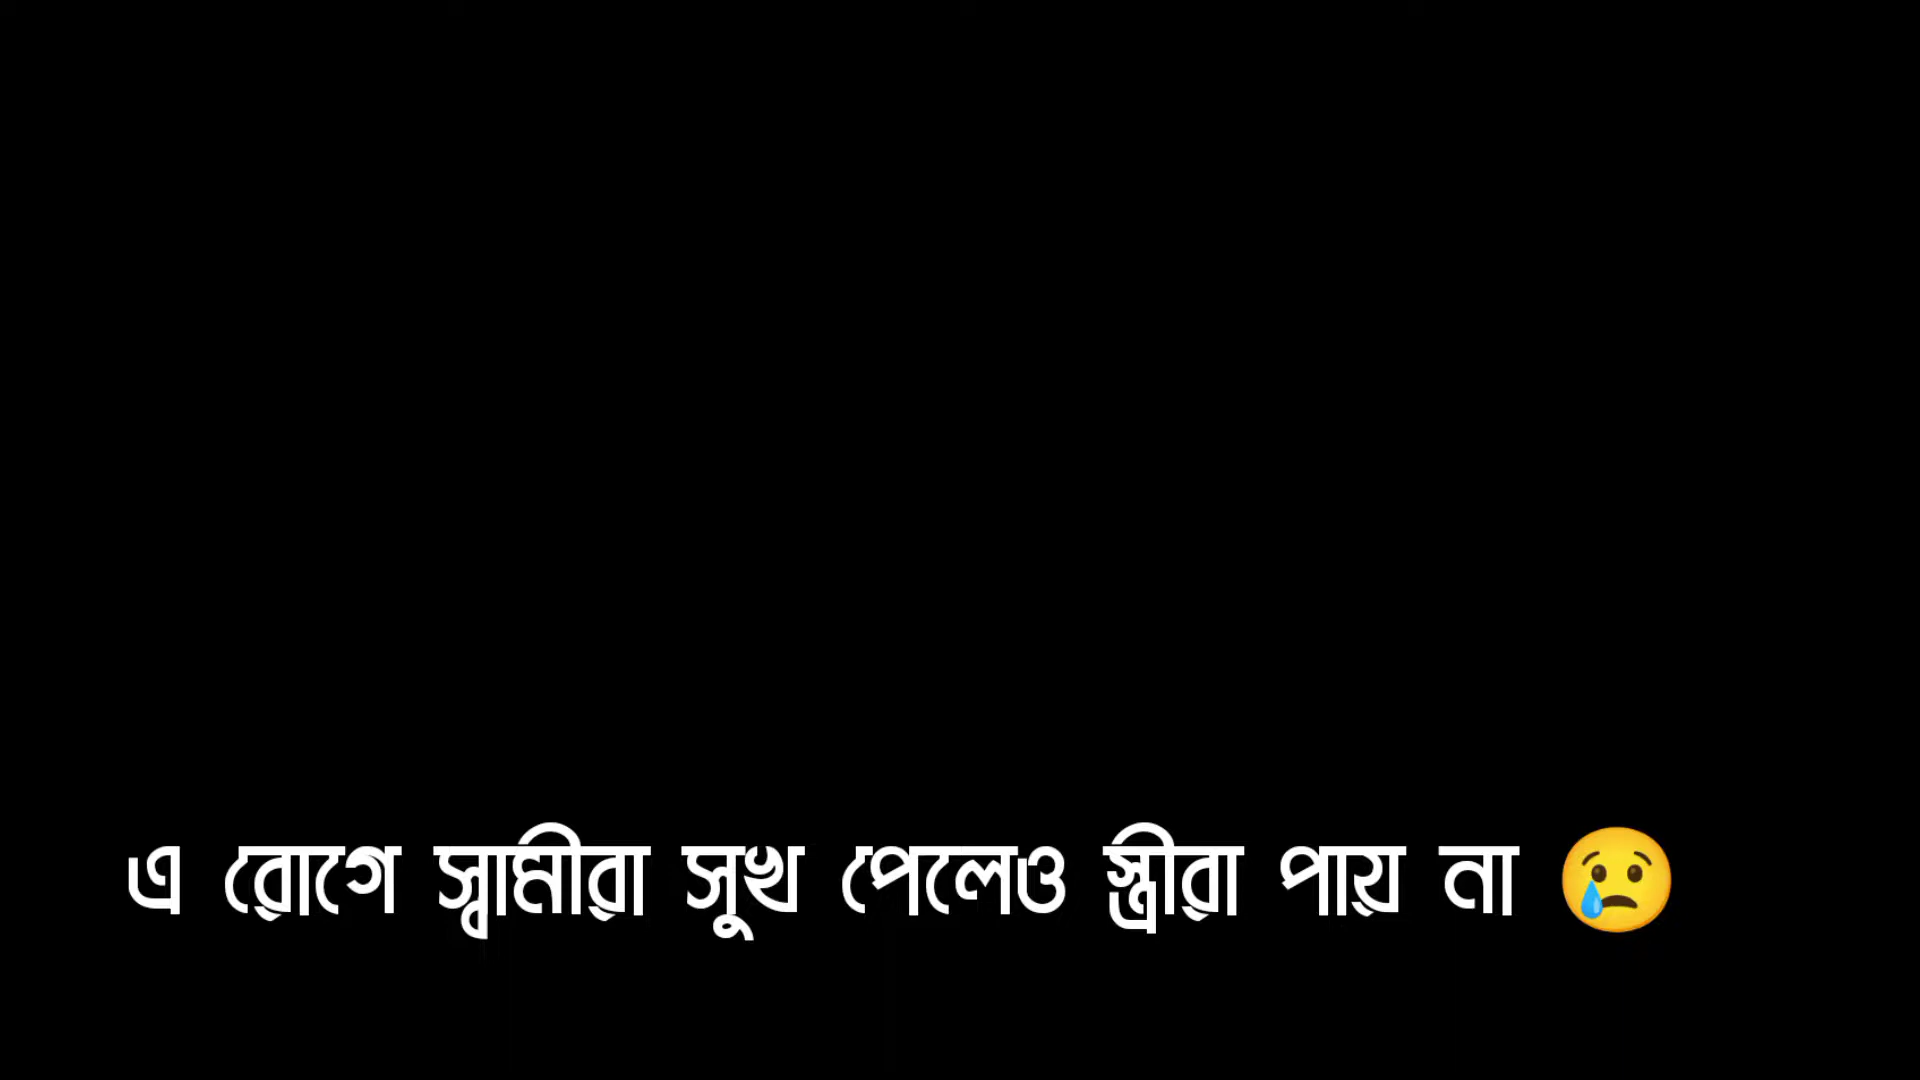 এ রোগে স্বামীরা সুখ পেলেও স্ত্রীরা পায় না 😢